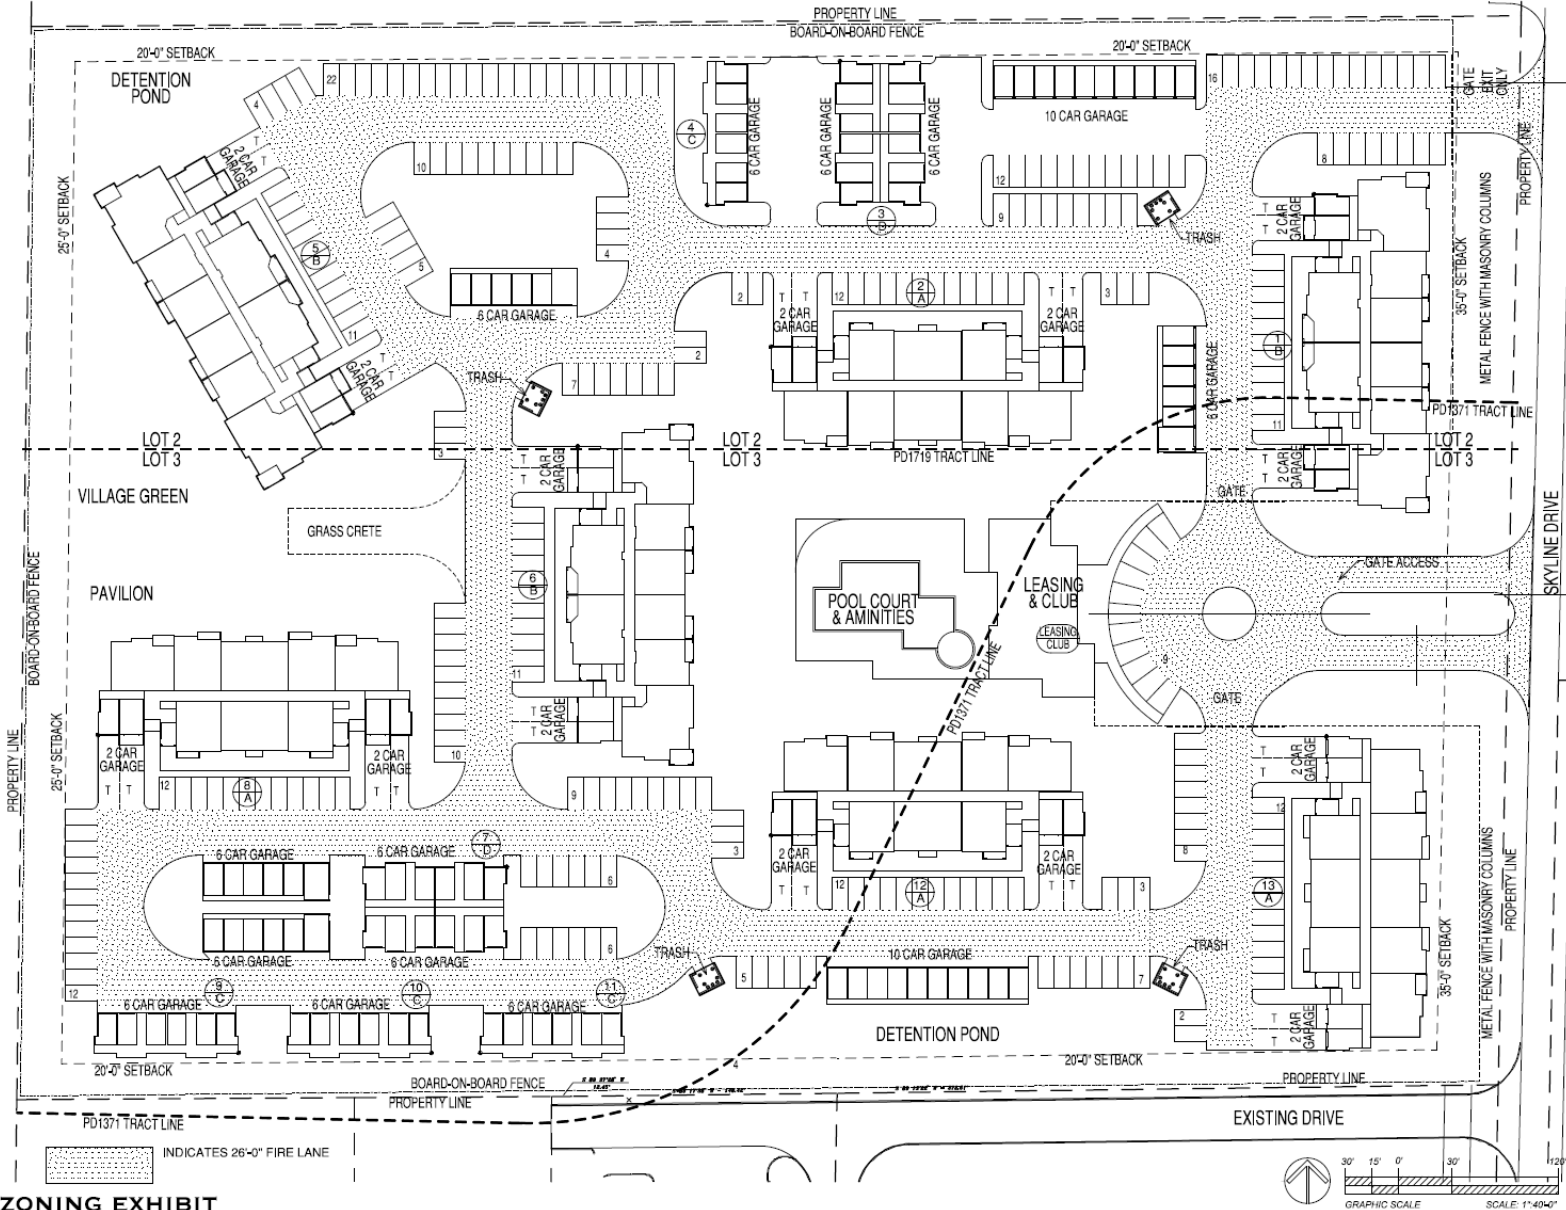 PROPERTY LINE
BOARD-ON-BOARD FENCE
20'-0" SETBACK
20'-0" SETBACK
DETENTION
POND
22
16
GATE
EXIT
ONLY
4
T
T
2 CAR
GARAGE
4
C
6 CAR GARAGE
6 CAR GARAGE
6 CAR GARAGE
10 CAR GARAGE
PROPERTY LINE
10
12
8
9
3
D
TRASH
T
T
2 CAR
GARAGE
25'-0" SETBACK
5
B
5
4
35'-0" SETBACK
METAL FENCE WITH MASONRY COLUMNS
6 CAR GARAGE
2
T T
2 CAR
GARAGE
12
2
A
T T
2 CAR
GARAGE
3
11
2 CAR
GARAGE
T
T
2
7
TRASH
6 CAR GARAGE
1
B
11
PD1371 TRACT LINE
LOT 2
LOT 3
3
LOT 2
LOT 3
PD1719 TRACT LINE
LOT 2
LOT 3
T
T
2 CAR
GARAGE
T
T
2 CAR
GARAGE
VILLAGE GREEN
GRASS CRETE
GATE
SKYLINE DRIVE
GATE ACCESS
BOARD-ON-BOARD FENCE
PAVILION
6
B
POOL COURT
& AMINITIES
LEASING
& CLUB
LEASING
CLUB
9
PD1371 TRACT LINE
11
GATE
T
T
2 CAR
GARAGE
10
25'-0" SETBACK
PROPERTY LINE
2 CAR
GARAGE
T T
12
8
A
2 CAR
GARAGE
T T
9
3
T
T
2 CAR
GARAGE
12
8
2 CAR
GARAGE
T T
12
12
A
2 CAR
GARAGE
T T
3
13
A
6 CAR GARAGE
6 CAR GARAGE
7
D
6
6
6 CAR GARAGE
6 CAR GARAGE
METAL FENCE WITH MASONRY COLUMNS
PROPERTY LINE
35'-0" SETBACK
TRASH
5
10 CAR GARAGE
7
TRASH
12
6 CAR GARAGE
9
C
6 CAR GARAGE
10
C
6 CAR GARAGE
11
C
DETENTION POND
2
T
T
2 CAR
GARAGE
20'-0" SETBACK
4
20'-0" SETBACK
BOARD-ON-BOARD FENCE
PROPERTY LINE
PROPERTY LINE
PD1371 TRACT LINE
EXISTING DRIVE
INDICATES 26'-0" FIRE LANE
ZONING EXHIBIT
30' 15' 0' 30' 120'
GRAPHIC SCALE
SCALE: 1":40'-0"